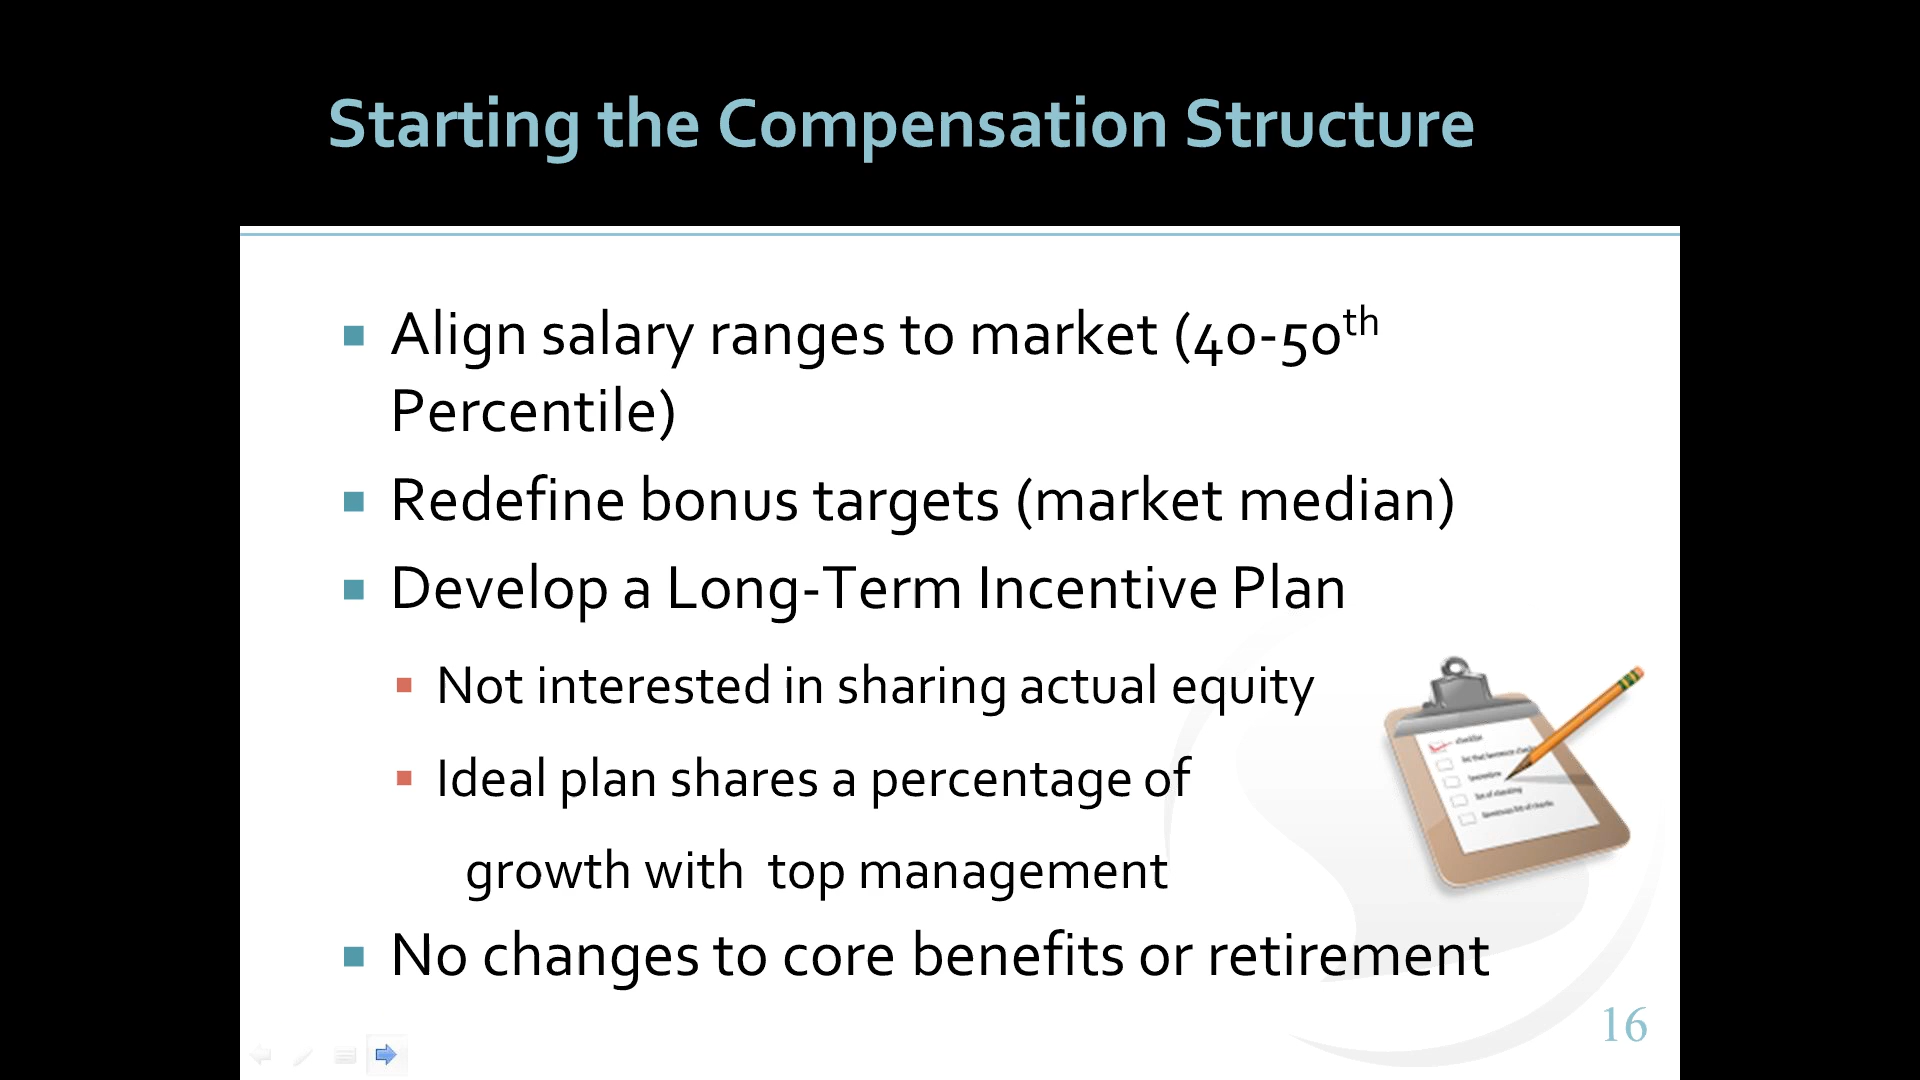 Starting the Compensation Structure
Align salary ranges to market (40-50th
Percentile)
Redefine bonus targets (market median)
Develop a Long-Term Incentive Plan
Not interested in sharing actual equity
Ideal plan shares a percentage of
growth with  top management
No changes to core benefits or retirement
16
checklist